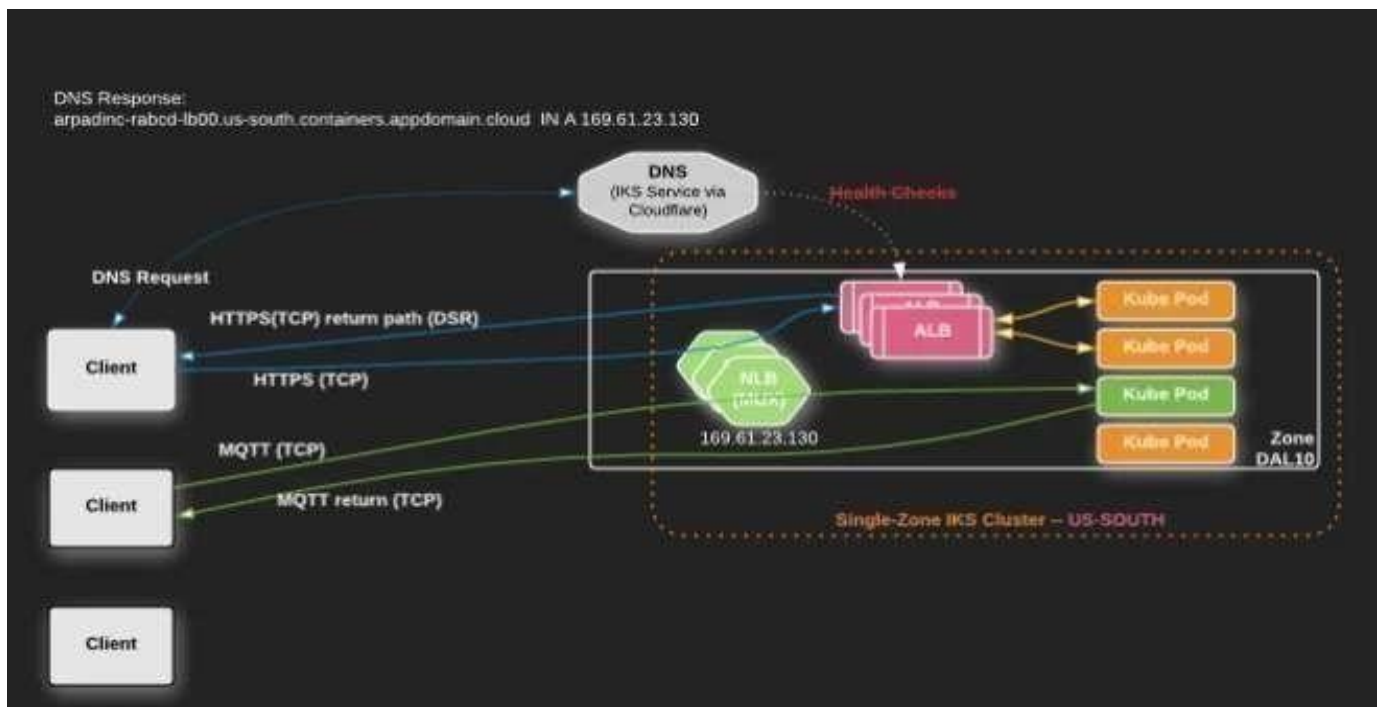 DNS Response:
arpadinc-rabcd-lb00.us-south.containers.appdomain.cloud IN A 169.61.23.130
DNS
(IKS Service via
Cloudflare)
Health Checks
DNS Request
HTTPS(TCP) return path (DSR)
Client
HTTPS (TCP)
ALB
ALB
Kube Pod
Kube Pod
NLB
(MUX)
Kube Pod
169.61.23.130
MQTT (TCP)
Kube Pod
Zone
DAL10
Client
MQTT return (TCP)
Single-Zone IKS Cluster – US-SOUTH
Client